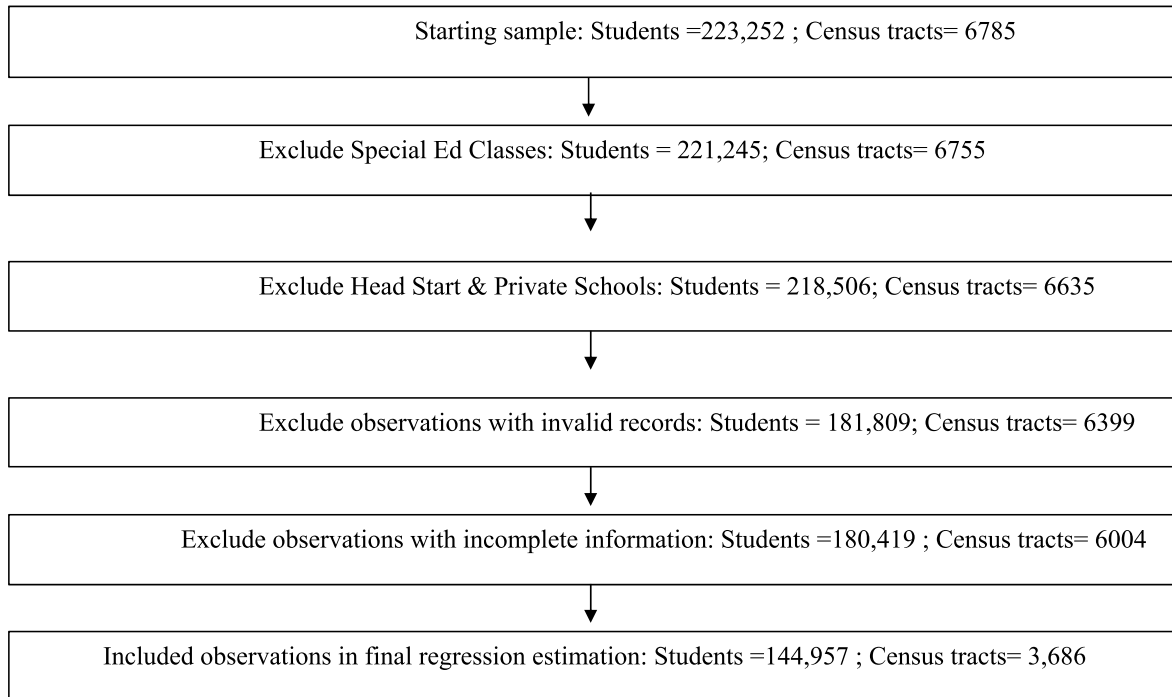 Starting sample: Students =223,252 ; Census tracts= 6785
Exclude Special Ed Classes: Students = 221,245; Census tracts= 6755
Exclude Head Start & Private Schools: Students = 218,506; Census tracts= 6635
Exclude observations with invalid records: Students = 181,809; Census tracts= 6399
Exclude observations with incomplete information: Students =180,419 ; Census tracts= 6004
Included observations in final regression estimation: Students =144,957 ; Census tracts= 3,686